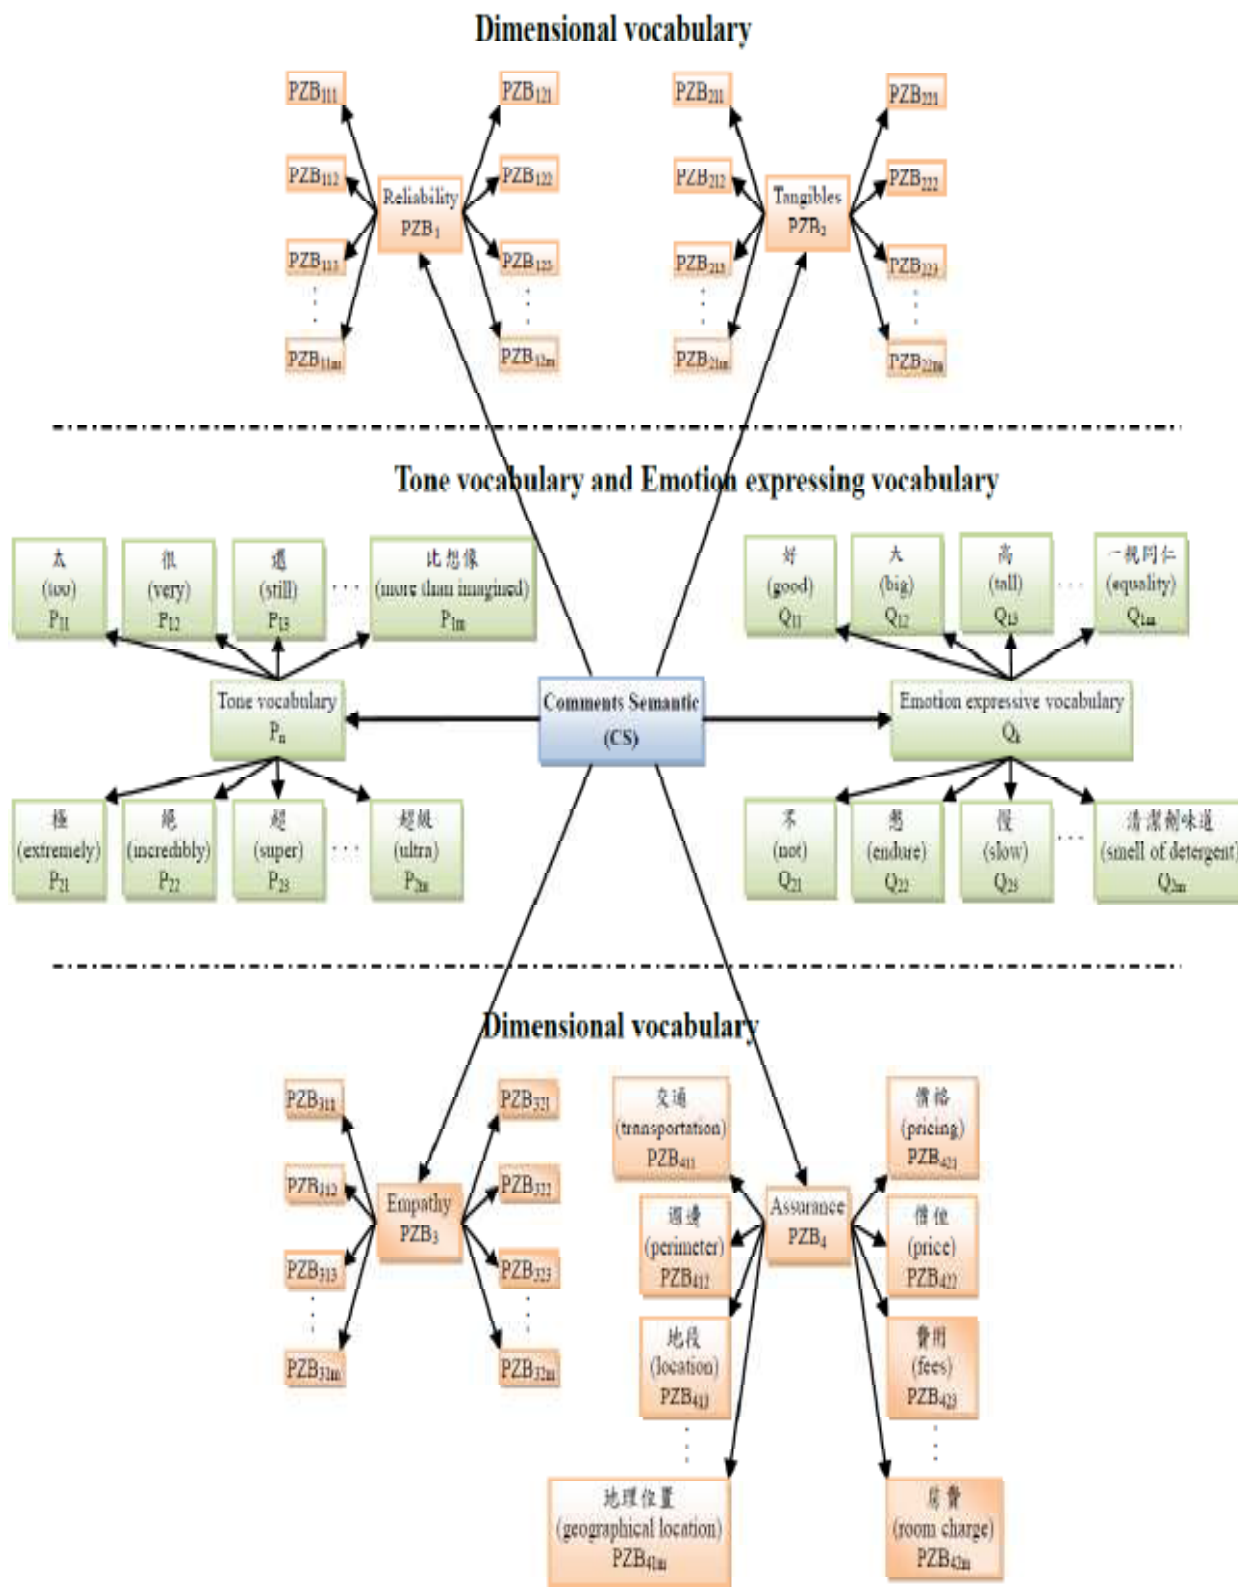 Dimensional vocabulary
PZB₁₁₁
PZB₁₂₁
PZB₂₁₁
PZB₂₂₁
PZB₁₁₂
PZB₁₂₂
PZB₂₁₂
PZB₂₂₂
Reliability
PZB₁
Tangibles
PZB₂
PZB₁₁₃
PZB₁₂₃
PZB₂₁₃
PZB₂₂₃
PZB₁₁ₘ
PZB₁₂ₘ
PZB₂₁ₘ
PZB₂₂ₘ
Tone vocabulary and Emotion expressing vocabulary
太
(too)
P₁₁
很
(very)
P₁₂
還
(still)
P₁₃
...
比想像
(more than imagined)
P₁ₘ
好
(good)
Q₁₁
大
(big)
Q₁₂
高
(tall)
Q₁₃
...
一視同仁
(equality)
Q₁ₘ
Tone vocabulary
Pₙ
Comments Semantic
(CS)
Emotion expressive vocabulary
Qₖ
極
(extremely)
P₂₁
絕
(incredibly)
P₂₂
超
(super)
P₂₃
...
超級
(ultra)
P₂ₘ
不
(not)
Q₂₁
(endure)
Q₂₂
慢
(slow)
Q₂₃
...
清潔劑味道
(smell of detergent)
Q₂ₘ
Dimensional vocabulary
PZB₃₁₁
PZB₃₂₁
PZB₃₁₂
PZB₃₂₂
Empathy
PZB₃
PZB₃₁₃
PZB₃₂₃
PZB₃₁ₘ
PZB₃₂ₘ
交通
(transportation)
PZB₄₁₁
價格
(pricing)
PZB₄₂₁
週邊
(perimeter)
PZB₄₁₂
Assurance
PZB₄
價位
(price)
PZB₄₂₂
地段
(location)
PZB₄₁₃
費用
(fees)
PZB₄₂₃
地理位置
(geographical location)
PZB₄₁ₘ
房費
(room charge)
PZB₄₂ₘ